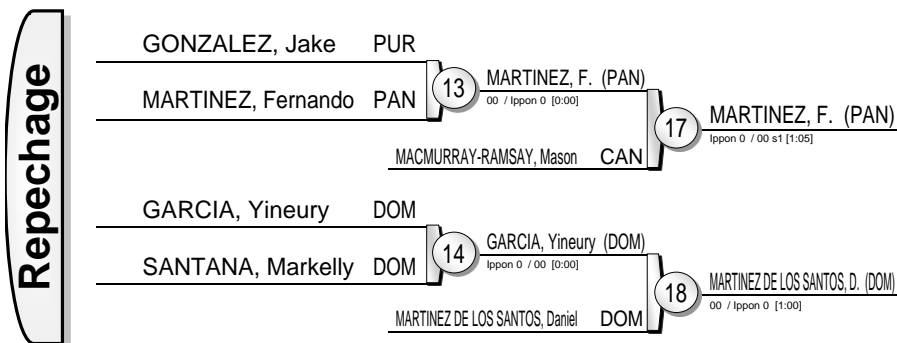 Repechage
GONZALEZ, Jake PUR
MARTINEZ, Fernando PAN
13
MARTINEZ, F. (PAN)
00 / Ippon 0 [0:00]
MACMURRAY-RAMSAY, Mason CAN
17
MARTINEZ, F. (PAN)
Ippon 0 / 00 s1 [1:05]
GARCIA, Yineury DOM
SANTANA, Markelly DOM
14
GARCIA, Yineury (DOM)
Ippon 0 / 00 [0:00]
MARTINEZ DE LOS SANTOS, Daniel DOM
18
MARTINEZ DE LOS SANTOS, D. (DOM)
00 / Ippon 0 [1:00]